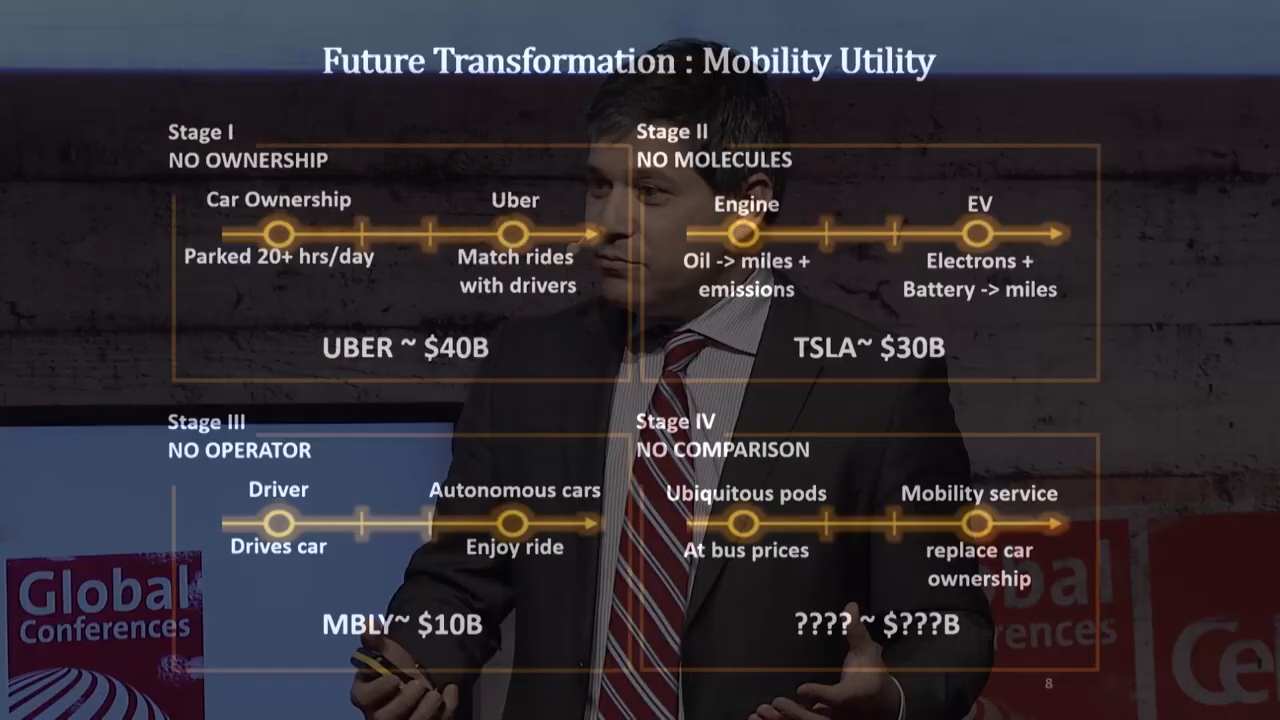 Future Transformation : Mobility Utility
Stage I
NO OWNERSHIP
Car Ownership
Uber
Parked 20+ hrs/day
Match rides
with drivers
UBER ~ $40B
Stage II
NO MOLECULES
Engine
EV
Oil -> miles +
emissions
Electrons +
Battery -> miles
TSLA~ $30B
Stage III
NO OPERATOR
Driver
Autonomous cars
Drives car
Enjoy ride
MBLY~ $10B
Stage IV
NO COMPARISON
Ubiquitous pods
Mobility service
At bus prices
replace car
ownership
???? ~ $???B
Global
Conferences
bal
rences
Ce
8